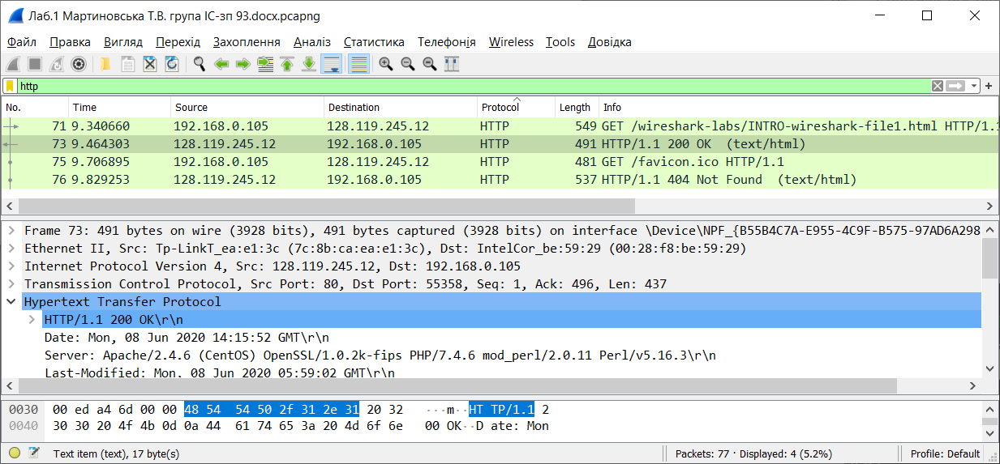 Лаб.1 Мартиновська Т.В. група ІС-зп 93.docx.pcapng
Файл Правка Вигляд Перехід Захоплення Аналіз Статистика Телефонія Wireless Tools Довідка
http
No. Time Source Destination Protocol Length Info
71 9.340660 192.168.0.105 128.119.245.12 HTTP 549 GET /wireshark-labs/INTRO-wireshark-file1.html HTTP/1.1
73 9.464303 128.119.245.12 192.168.0.105 HTTP 491 HTTP/1.1 200 OK (text/html)
75 9.706895 192.168.0.105 128.119.245.12 HTTP 481 GET /favicon.ico HTTP/1.1
76 9.829253 128.119.245.12 192.168.0.105 HTTP 537 HTTP/1.1 404 Not Found (text/html)
Frame 73: 491 bytes on wire (3928 bits), 491 bytes captured (3928 bits) on interface \Device\NPF_{B55B4C7A-E955-4C9F-B575-97AD6A298
Ethernet II, Src: Tp-LinkT_ea:e1:3c (7c:8b:ca:ea:e1:3c), Dst: IntelCor_be:59:29 (00:28:f8:be:59:29)
Internet Protocol Version 4, Src: 128.119.245.12, Dst: 192.168.0.105
Transmission Control Protocol, Src Port: 80, Dst Port: 55358, Seq: 1, Ack: 496, Len: 437
Hypertext Transfer Protocol
HTTP/1.1 200 OK\r\n
Date: Mon, 08 Jun 2020 14:15:52 GMT\r\n
Server: Apache/2.4.6 (CentOS) OpenSSL/1.0.2k-fips PHP/7.4.6 mod_perl/2.0.11 Perl/v5.16.3\r\n
Last-Modified: Mon, 08 Jun 2020 05:59:02 GMT\r\n
0030 00 ed a4 6d 00 00 48 54 54 50 2f 31 2e 31 20 32 ···m··HT TP/1.1 2
0040 30 30 20 4f 4b 0d 0a 44 61 74 65 3a 20 4d 6f 6e 00 OK··D ate: Mon
Text item (text), 17 byte(s) Packets: 77 · Displayed: 4 (5.2%) Profile: Default